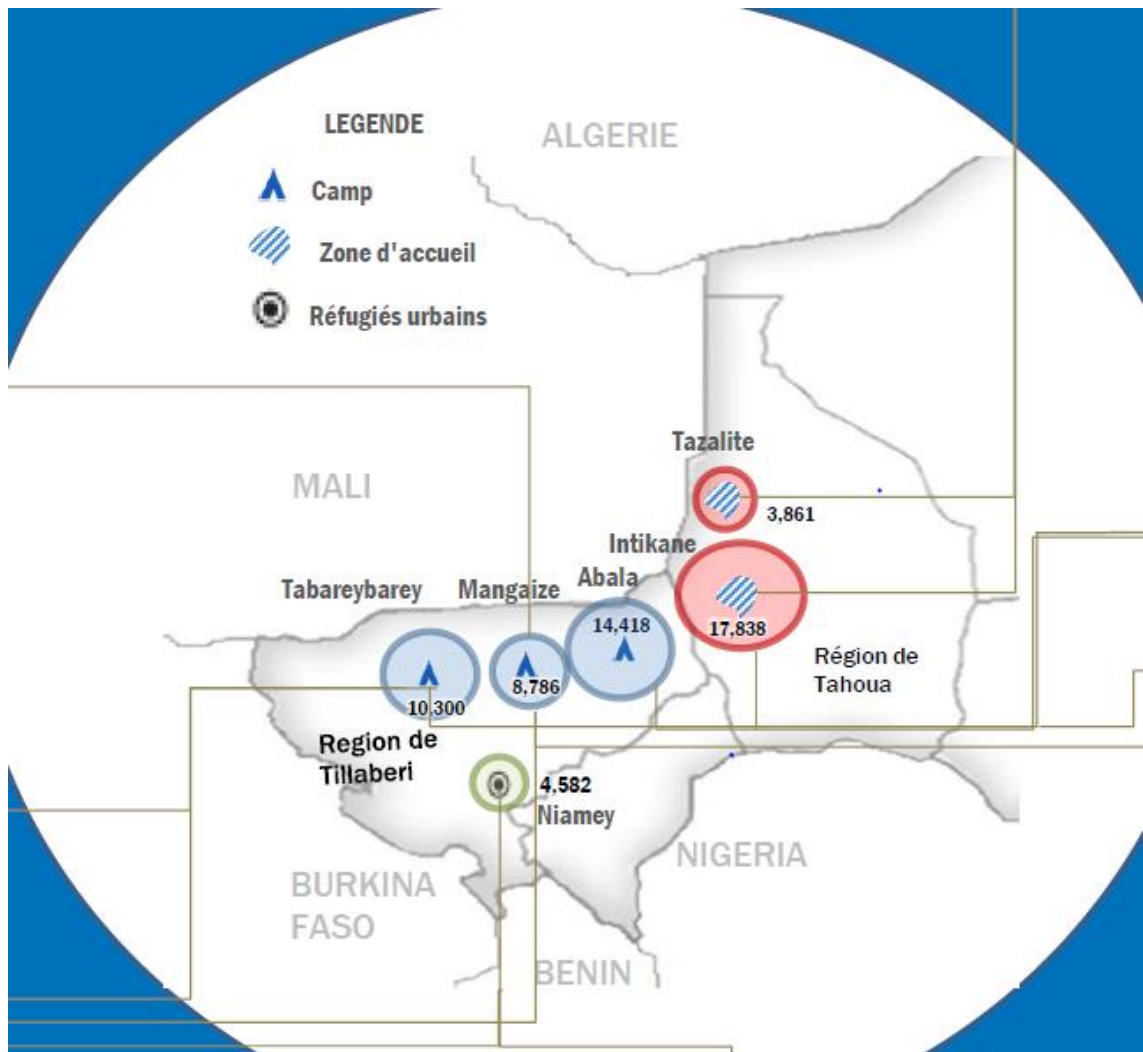 LEGENDE
ALGERIE
Camp
Zone d'accueil
Réfugiés urbains
Tazalite
MALI
3,861
Intikane
Abala
Tabareybarey
Mangaize
14,418
17,838
Région de
Tahoua
8,786
10,300
Region de
Tillaberi
4,582
Niamey
NIGERIA
BURKINA
FASO
BENIN